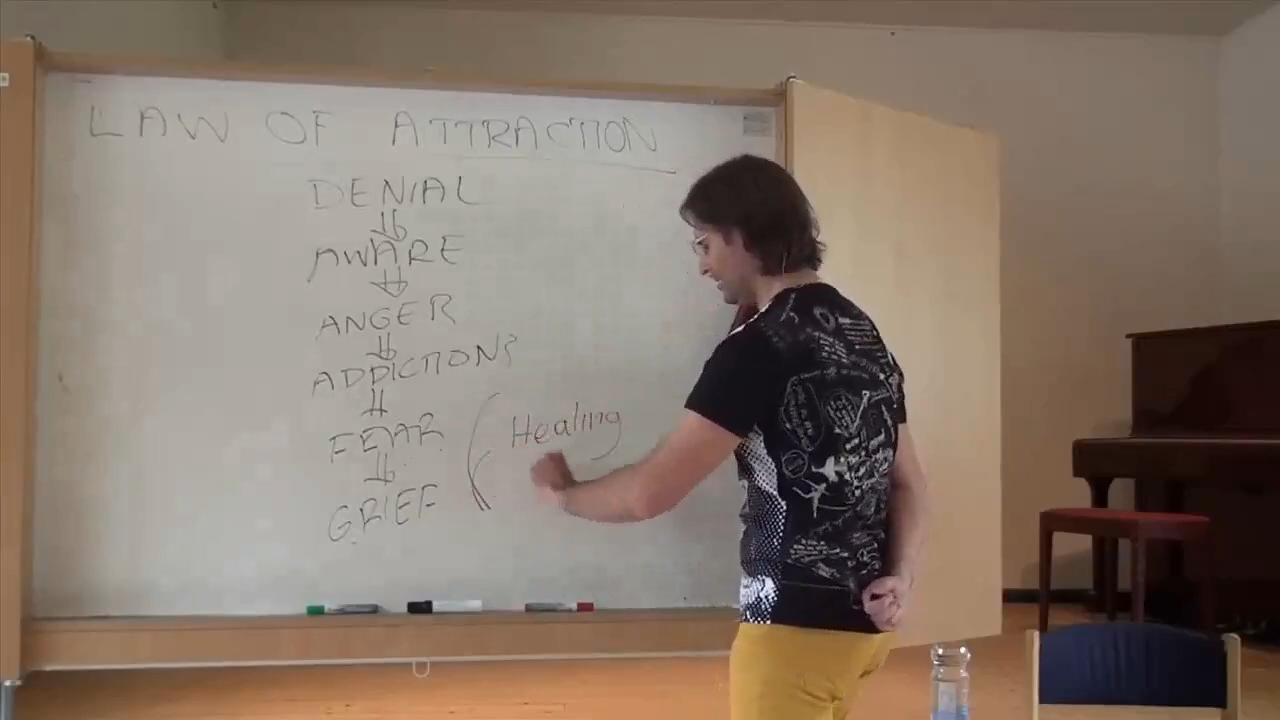 LAW OF ATTRACTION
DENIAL
AWARE
ANGER
ADDICTIONS
FEAR
Healing
GRIEF